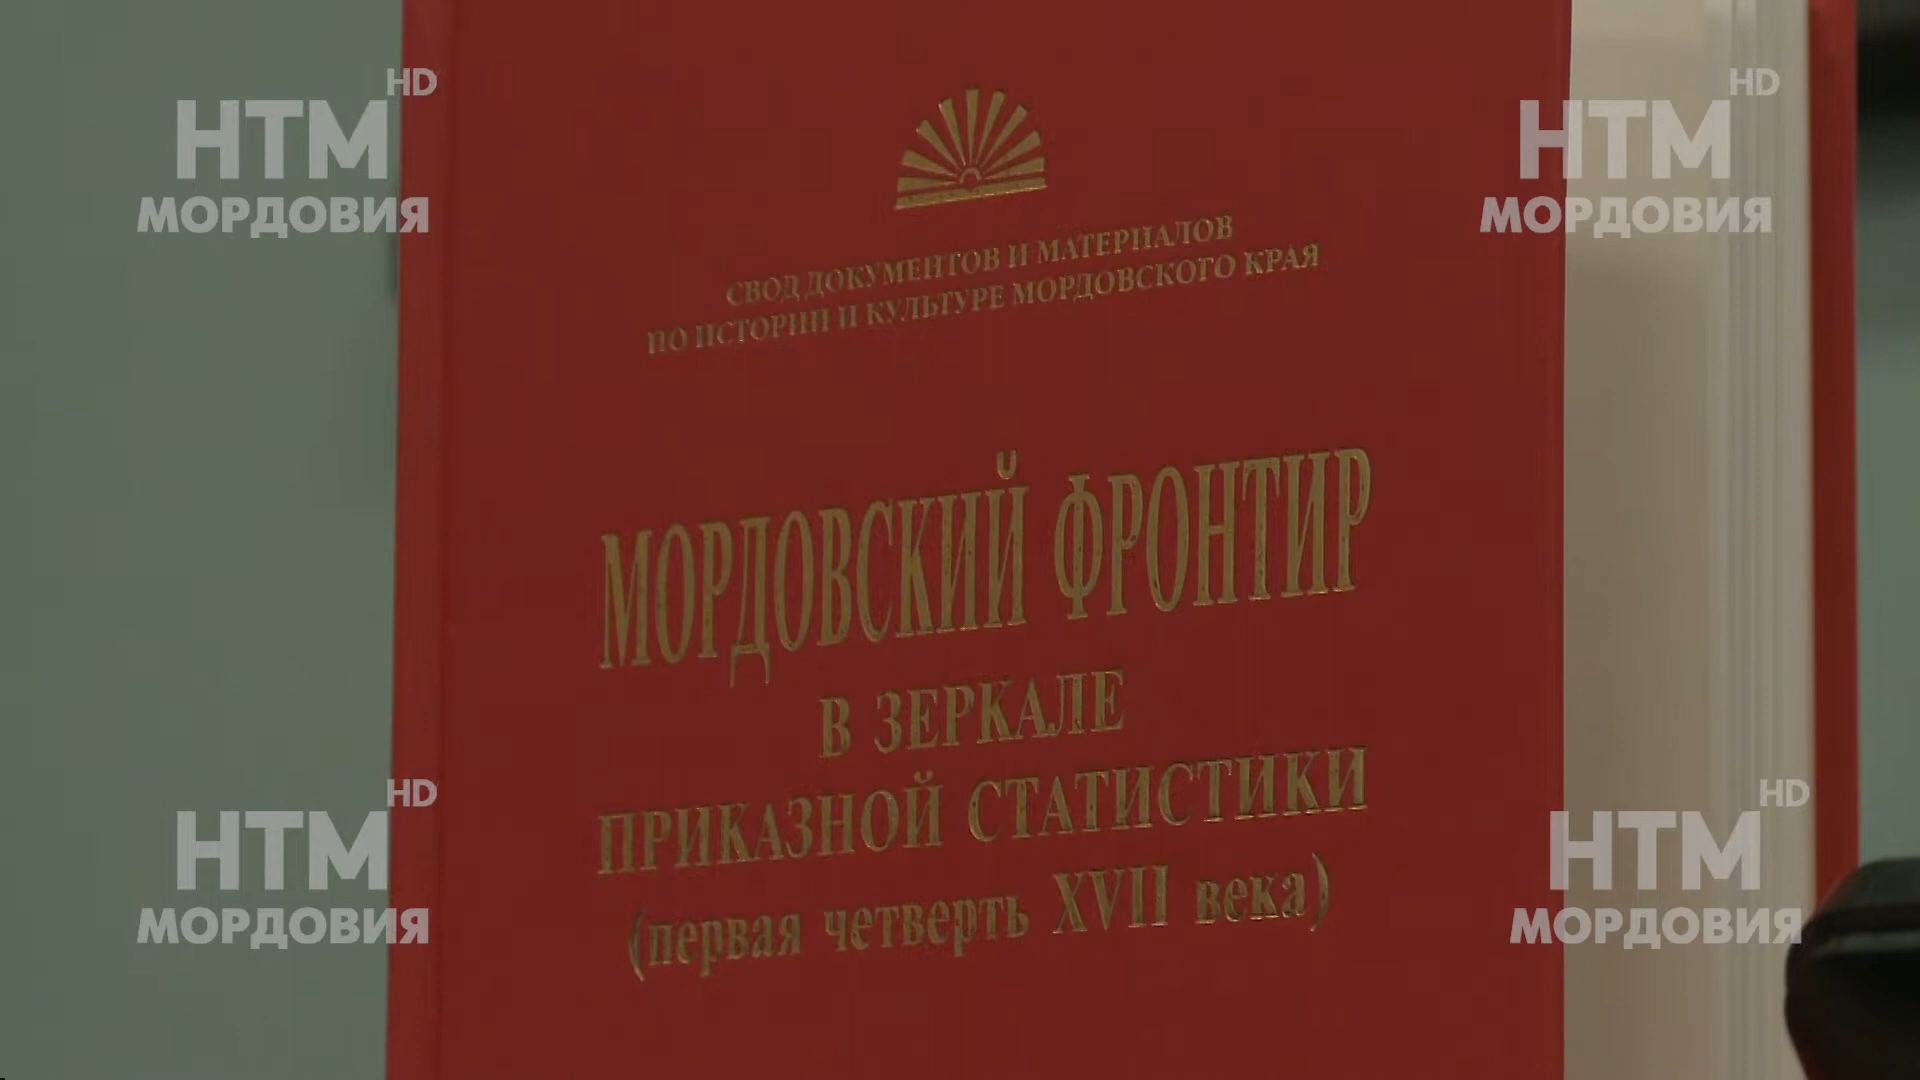 HD
НТМ
МОРДОВИЯ
HD
НТМ
МОРДОВИЯ
СВОД ДОКУМЕНТОВ И МАТЕРИАЛОВ
ПО ИСТОРИИ И КУЛЬТУРЕ МОРДОВСКОГО КРАЯ
МОРДОВСКИЙ ФРОНТИР
В ЗЕРКАЛЕ
ПРИКАЗНОЙ СТАТИСТИКИ
(первая четверть XVII века)
HD
НТМ
МОРДОВИЯ
HD
НТМ
МОРДОВИЯ